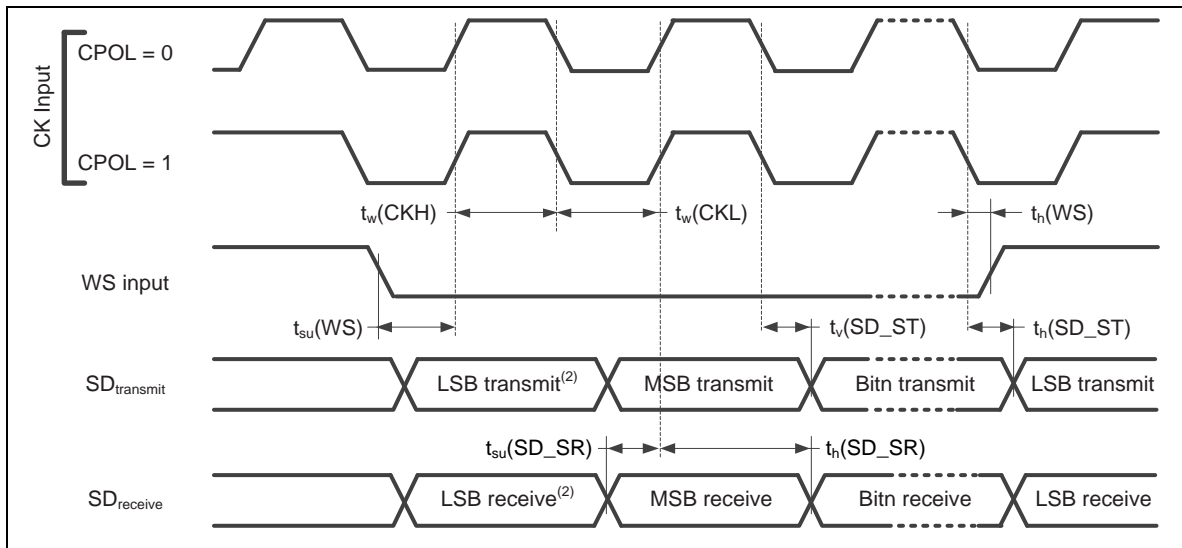 CK Input
CPOL = 0
CPOL = 1
tw(CKH)
tw(CKL)
th(WS)
WS input
tsu(WS)
tv(SD_ST)
th(SD_ST)
SDtransmit
LSB transmit(2)
MSB transmit
Bitn transmit
LSB transmit
tsu(SD_SR)
th(SD_SR)
SDreceive
LSB receive(2)
MSB receive
Bitn receive
LSB receive